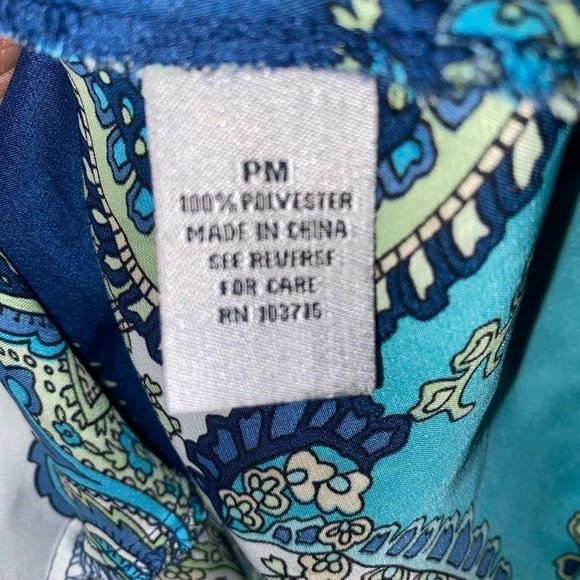 PM
100% POLYESTER
MADE IN CHINA
SEE REVERSE
FOR CARE
RN 103715